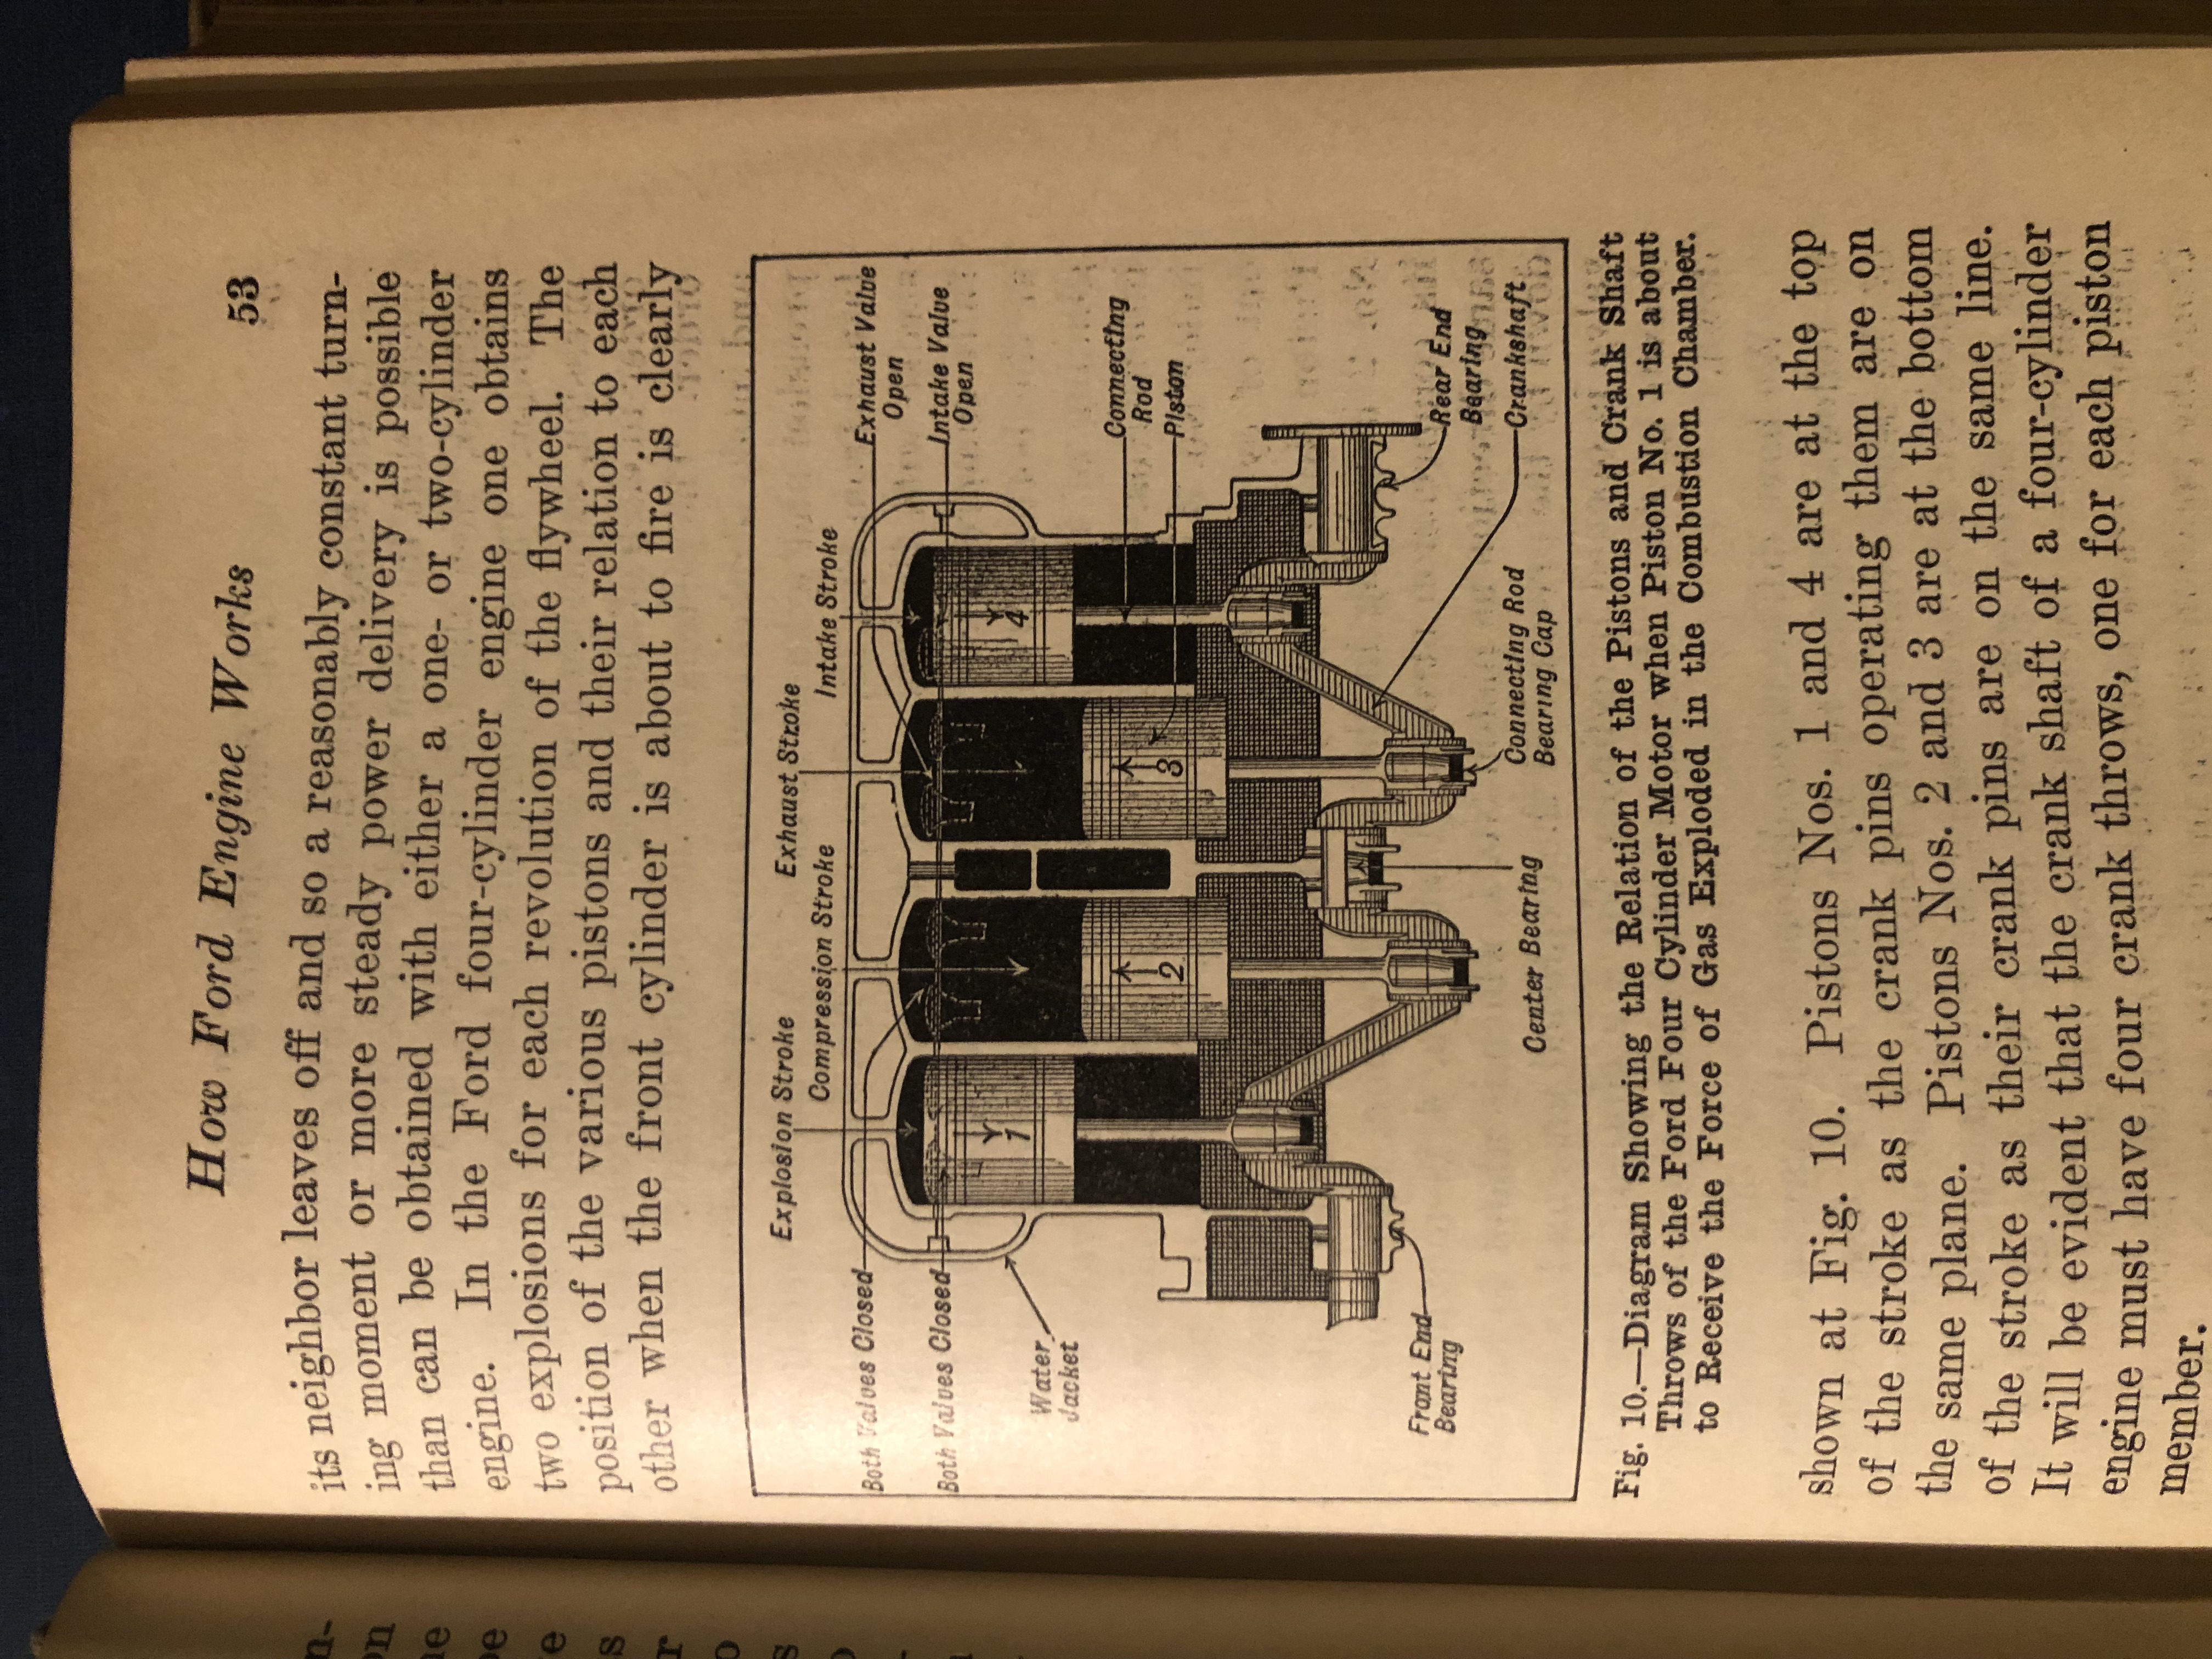 How Ford Engine Works 53
its neighbor leaves off and so a reasonably constant turn-
ing moment or more steady power delivery is possible
than can be obtained with either a one- or two-cylinder
engine. In the Ford four-cylinder engine one obtains
two explosions for each revolution of the flywheel. The
position of the various pistons and their relation to each
other when the front cylinder is about to fire is clearly
Explosion Stroke
Exhaust Stroke
Compression Stroke
Intake Stroke
Both Valves Closed
Exhaust Valve
Open
Both Valves Closed
Intake Valve
Open
1
4
Water
Jacket
Connecting
Rod
2
3
Piston
Front End
Bearing
Rear End
Bearing
Center Bearing
Connecting Rod
Bearing Cap
Crankshaft
Fig. 10.—Diagram Showing the Relation of the Pistons and Crank Shaft
Throws of the Ford Four Cylinder Motor when Piston No. 1 is about
to Receive the Force of Gas Exploded in the Combustion Chamber.
shown at Fig. 10. Pistons Nos. 1 and 4 are at the top
of the stroke as the crank pins operating them are on
the same plane. Pistons Nos. 2 and 3 are at the bottom
of the stroke as their crank pins are on the same line.
It will be evident that the crank shaft of a four-cylinder
engine must have four crank throws, one for each piston
member.